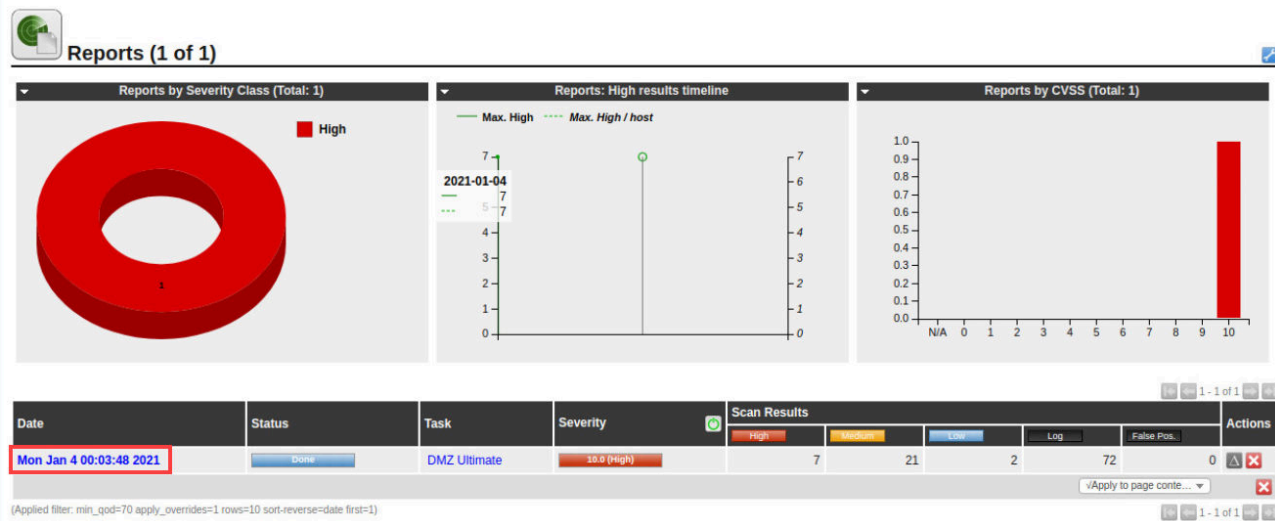 Reports (1 of 1)
Reports by Severity Class (Total: 1)
High
1
Reports: High results timeline
Max. High Max. High / host
7
5
4
3
2
1
0
2021-01-04
7
7
7
6
5
4
3
2
1
0
Reports by CVSS (Total: 1)
1.0
0.9
0.8
0.7
0.6
0.5
0.4
0.3
0.2
0.1
0.0
N/A 0 1 2 3 4 5 6 7 8 9 10
1 - 1 of 1
Date Status Task Severity Scan Results Actions
High Medium Low Log False Pos.
Mon Jan 4 00:03:48 2021 Done DMZ Ultimate 10.0 (High) 7 21 2 72 0
√Apply to page conte...
(Applied filter: min_qod=70 apply_overrides=1 rows=10 sort-reverse=date first=1)
1 - 1 of 1